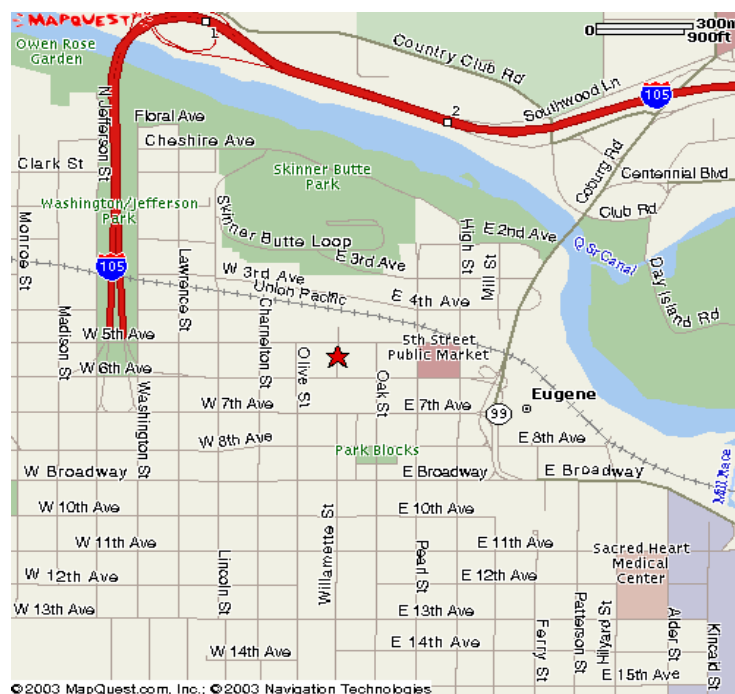 MAPQUEST
300m
0
900ft
Owen Rose
Garden
1
Country Club Rd
105
Southwood Ln
N Jefferson St
2
Floral Ave
Cheshire Ave
Coburg Rd
Clark St
Skinner Butte
Park
Centennial Blvd
Washington/Jefferson
Park
Club Rd
Monroe St
Skinner Butte Loop
High St
E 2nd Ave
Q St Canal
Lawrence St
E 3rd Ave
Mill St
Day Island Rd
105
W 3rd Ave
Union Pacific
E 4th Ave
Madison St
W 5th Ave
Charnelton St
5th Street
Public Market
W 6th Ave
Olive St
Oak St
Washington St
Eugene
W 7th Ave
E 7th Ave
99
W 8th Ave
E 8th Ave
Park Blocks
W Broadway
E Broadway
E Broadway
Mill Race
W 10th Ave
E 10th Ave
Willamette St
W 11th Ave
E 11th Ave
Sacred Heart
Medical
Center
Lincoln St
Pearl St
W 12th Ave
E 12th Ave
W 13th Ave
E 13th Ave
Ferry St
Patterson St
Hilyard St
Alder St
Kincaid St
W 14th Ave
E 14th Ave
E 15th Ave
©2003 MapQuest.com, Inc.; ©2003 Navigation Technologies